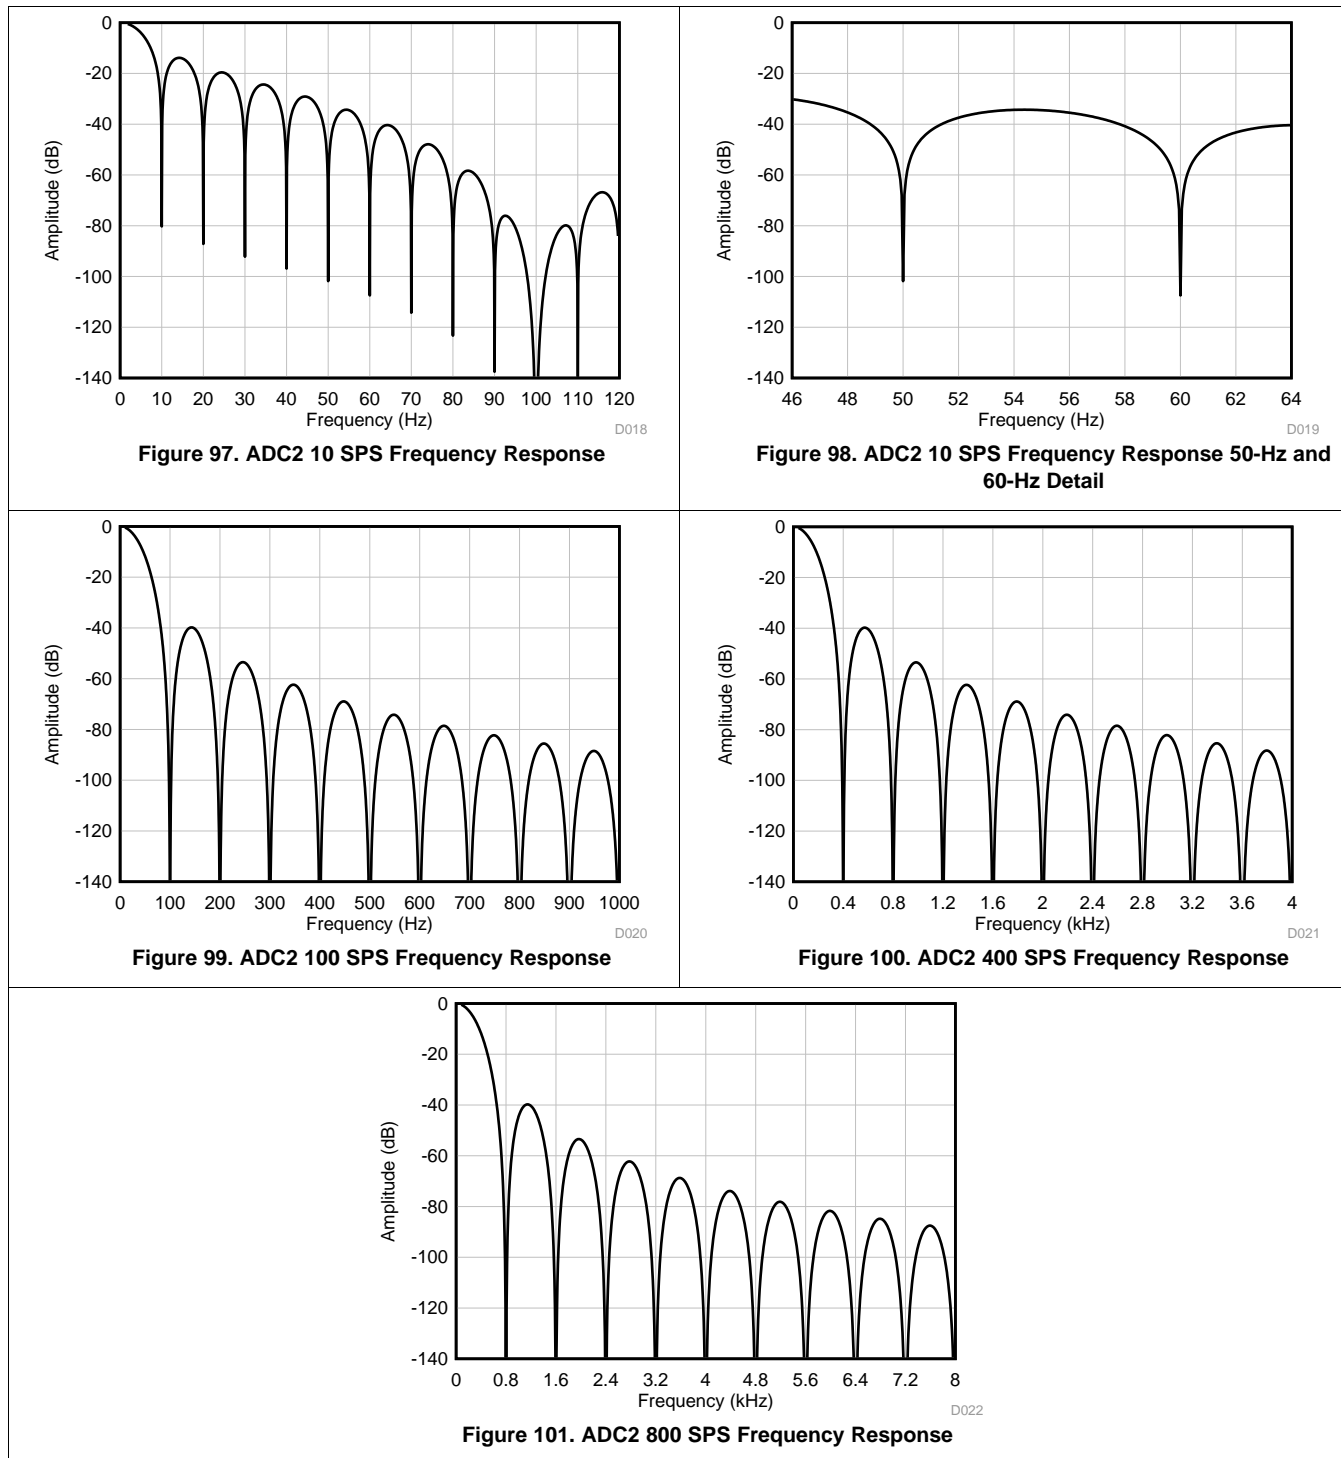 0
-20
-40
-60
-80
-100
-120
-140
Amplitude (dB)
0 10 20 30 40 50 60 70 80 90 100 110 120
Frequency (Hz)
D018
Figure 97. ADC2 10 SPS Frequency Response
0
-20
-40
-60
-80
-100
-120
-140
Amplitude (dB)
46 48 50 52 54 56 58 60 62 64
Frequency (Hz)
D019
Figure 98. ADC2 10 SPS Frequency Response 50-Hz and
60-Hz Detail
0
-20
-40
-60
-80
-100
-120
-140
Amplitude (dB)
0 100 200 300 400 500 600 700 800 900 1000
Frequency (Hz)
D020
Figure 99. ADC2 100 SPS Frequency Response
0
-20
-40
-60
-80
-100
-120
-140
Amplitude (dB)
0 0.4 0.8 1.2 1.6 2 2.4 2.8 3.2 3.6 4
Frequency (kHz)
D021
Figure 100. ADC2 400 SPS Frequency Response
0
-20
-40
-60
-80
-100
-120
-140
Amplitude (dB)
0 0.8 1.6 2.4 3.2 4 4.8 5.6 6.4 7.2 8
Frequency (kHz)
D022
Figure 101. ADC2 800 SPS Frequency Response